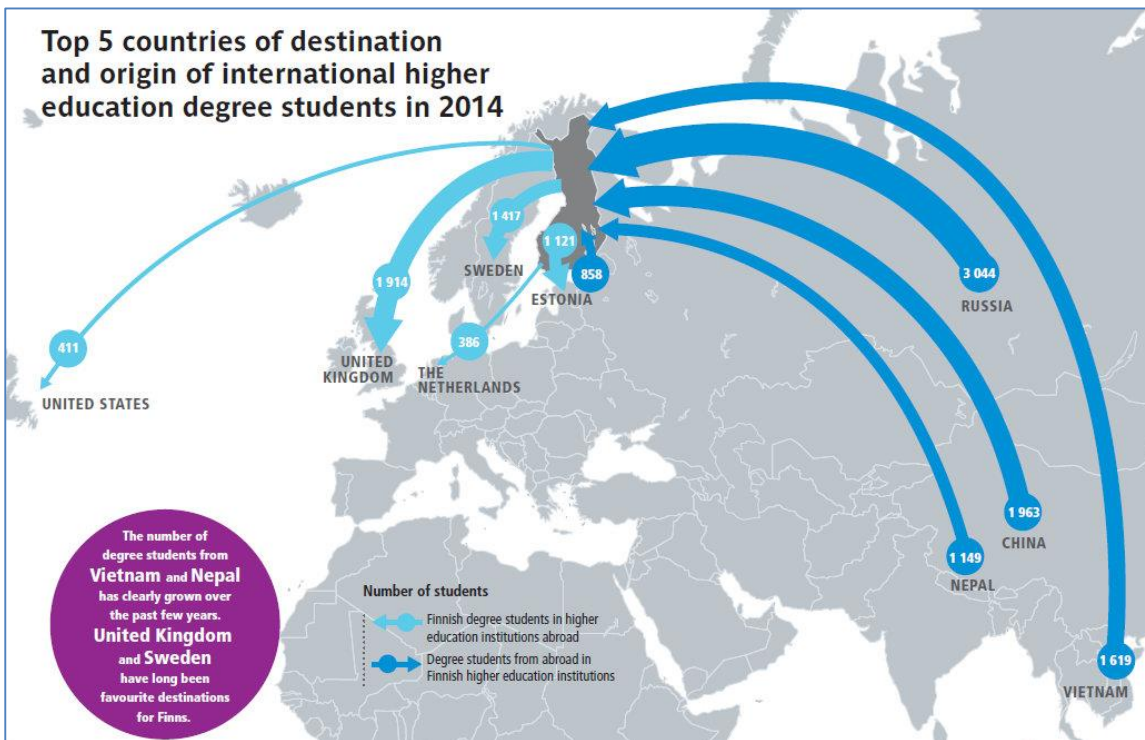 Top 5 countries of destination
and origin of international higher
education degree students in 2014
1 417
1 121
SWEDEN
858
ESTONIA
3 044
RUSSIA
1 914
386
411
UNITED
KINGDOM
THE
NETHERLANDS
UNITED STATES
1 963
CHINA
1 149
NEPAL
1 619
VIETNAM
The number of
degree students from
Vietnam and Nepal
has clearly grown over
the past few years.
United Kingdom
and Sweden
have long been
favourite destinations
for Finns.
Number of students
Finnish degree students in higher
education institutions abroad
Degree students from abroad in
Finnish higher education institutions